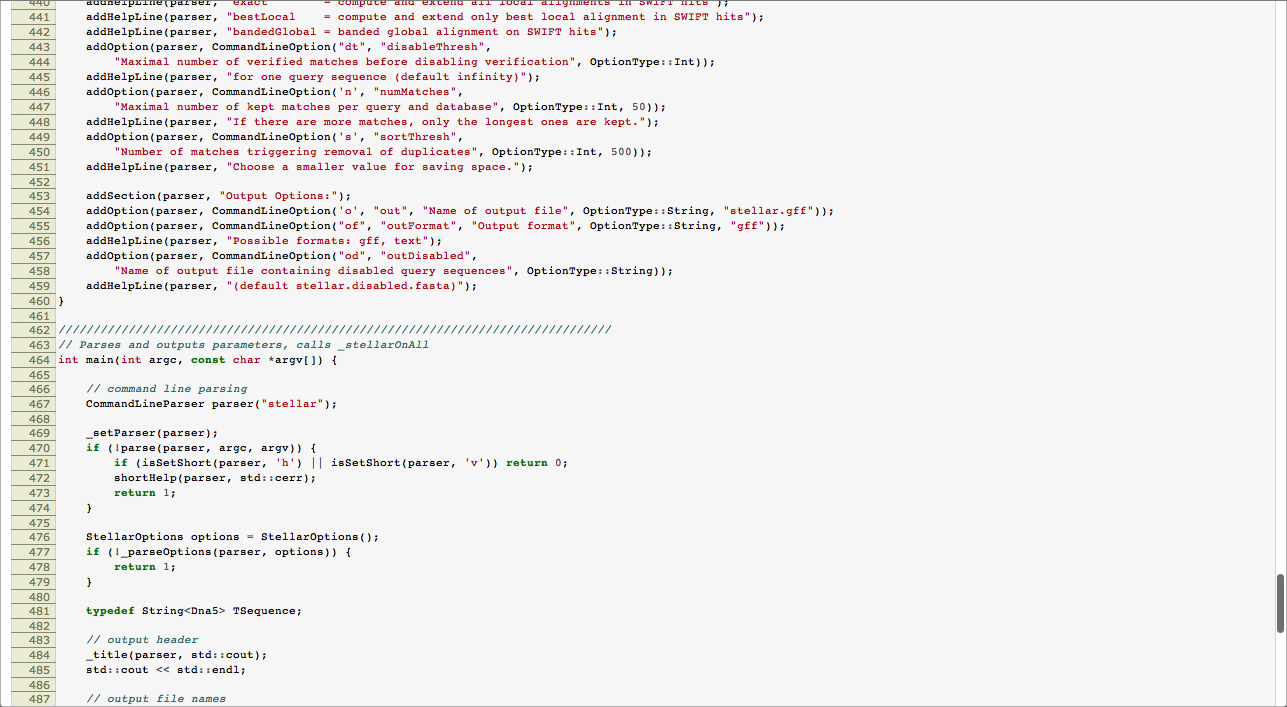 440 addHelpLine(parser, "exact = compute and extend all local alignments in SWIFT hits");
441 addHelpLine(parser, "bestLocal = compute and extend only best local alignment in SWIFT hits");
442 addHelpLine(parser, "bandedGlobal = banded global alignment on SWIFT hits");
443 addOption(parser, CommandLineOption("dt", "disableThresh",
444 "Maximal number of verified matches before disabling verification", OptionType::Int));
445 addHelpLine(parser, "for one query sequence (default infinity)");
446 addOption(parser, CommandLineOption('n', "numMatches",
447 "Maximal number of kept matches per query and database", OptionType::Int, 50));
448 addHelpLine(parser, "If there are more matches, only the longest ones are kept.");
449 addOption(parser, CommandLineOption('s', "sortThresh",
450 "Number of matches triggering removal of duplicates", OptionType::Int, 500));
451 addHelpLine(parser, "Choose a smaller value for saving space.");
452
453 addSection(parser, "Output Options:");
454 addOption(parser, CommandLineOption('o', "out", "Name of output file", OptionType::String, "stellar.gff"));
455 addOption(parser, CommandLineOption("of", "outFormat", "Output format", OptionType::String, "gff"));
456 addHelpLine(parser, "Possible formats: gff, text");
457 addOption(parser, CommandLineOption("od", "outDisabled",
458 "Name of output file containing disabled query sequences", OptionType::String));
459 addHelpLine(parser, "(default stellar.disabled.fasta)");
460 }
461
462 ///////////////////////////////////////////////////////////////////////////////
463 // Parses and outputs parameters, calls _stellarOnAll
464 int main(int argc, const char *argv[]) {
465
466 // command line parsing
467 CommandLineParser parser("stellar");
468
469 _setParser(parser);
470 if (!parse(parser, argc, argv)) {
471 if (isSetShort(parser, 'h') || isSetShort(parser, 'v')) return 0;
472 shortHelp(parser, std::cerr);
473 return 1;
474 }
475
476 StellarOptions options = StellarOptions();
477 if (!_parseOptions(parser, options)) {
478 return 1;
479 }
480
481 typedef String<Dna5> TSequence;
482
483 // output header
484 _title(parser, std::cout);
485 std::cout << std::endl;
486
487 // output file names